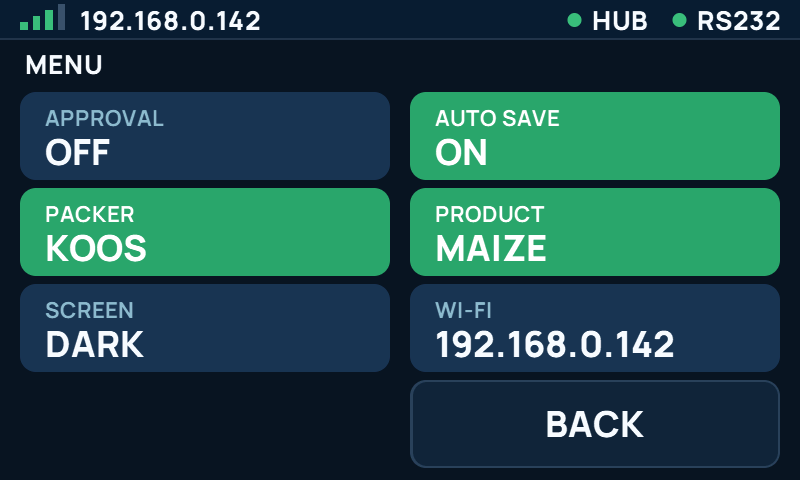 192.168.0.142 HUB RS232
MENU
APPROVAL
OFF
AUTO SAVE
ON
PACKER
KOOS
PRODUCT
MAIZE
SCREEN
DARK
WI-FI
192.168.0.142
BACK